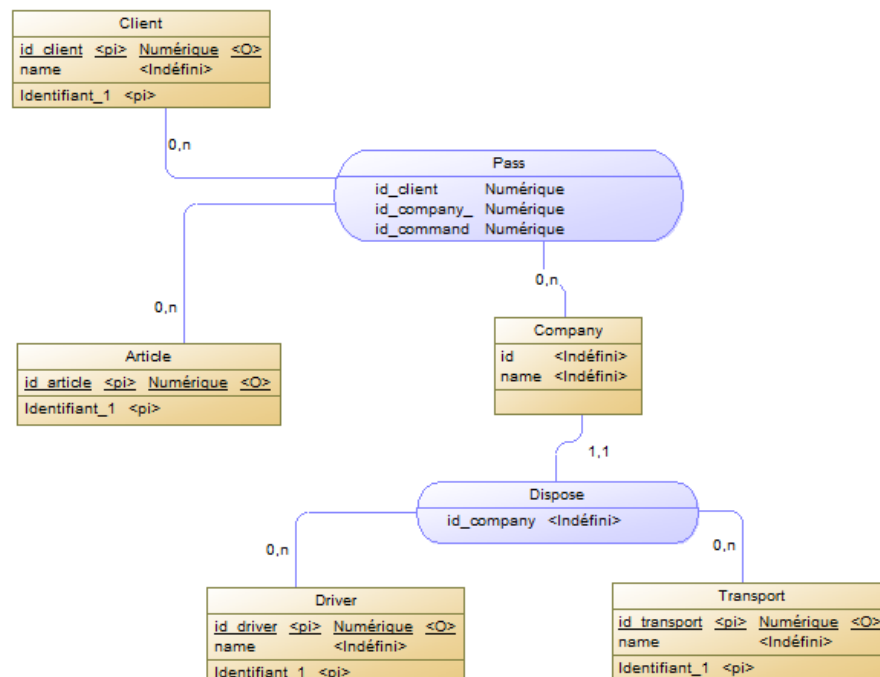 Client
id_client <pi> Numérique <O>
name <Indéfini>
Identifiant_1 <pi>
0,n
Pass
id_client Numérique
id_company_ Numérique
id_command Numérique
0,n
0,n
Company
id <Indéfini>
name <Indéfini>
Article
id_article <pi> Numérique <O>
Identifiant_1 <pi>
1,1
Dispose
id_company <Indéfini>
0,n
0,n
Driver
id_driver <pi> Numérique <O>
name <Indéfini>
Identifiant_1 <pi>
Transport
id_transport <pi> Numérique <O>
name <Indéfini>
Identifiant_1 <pi>